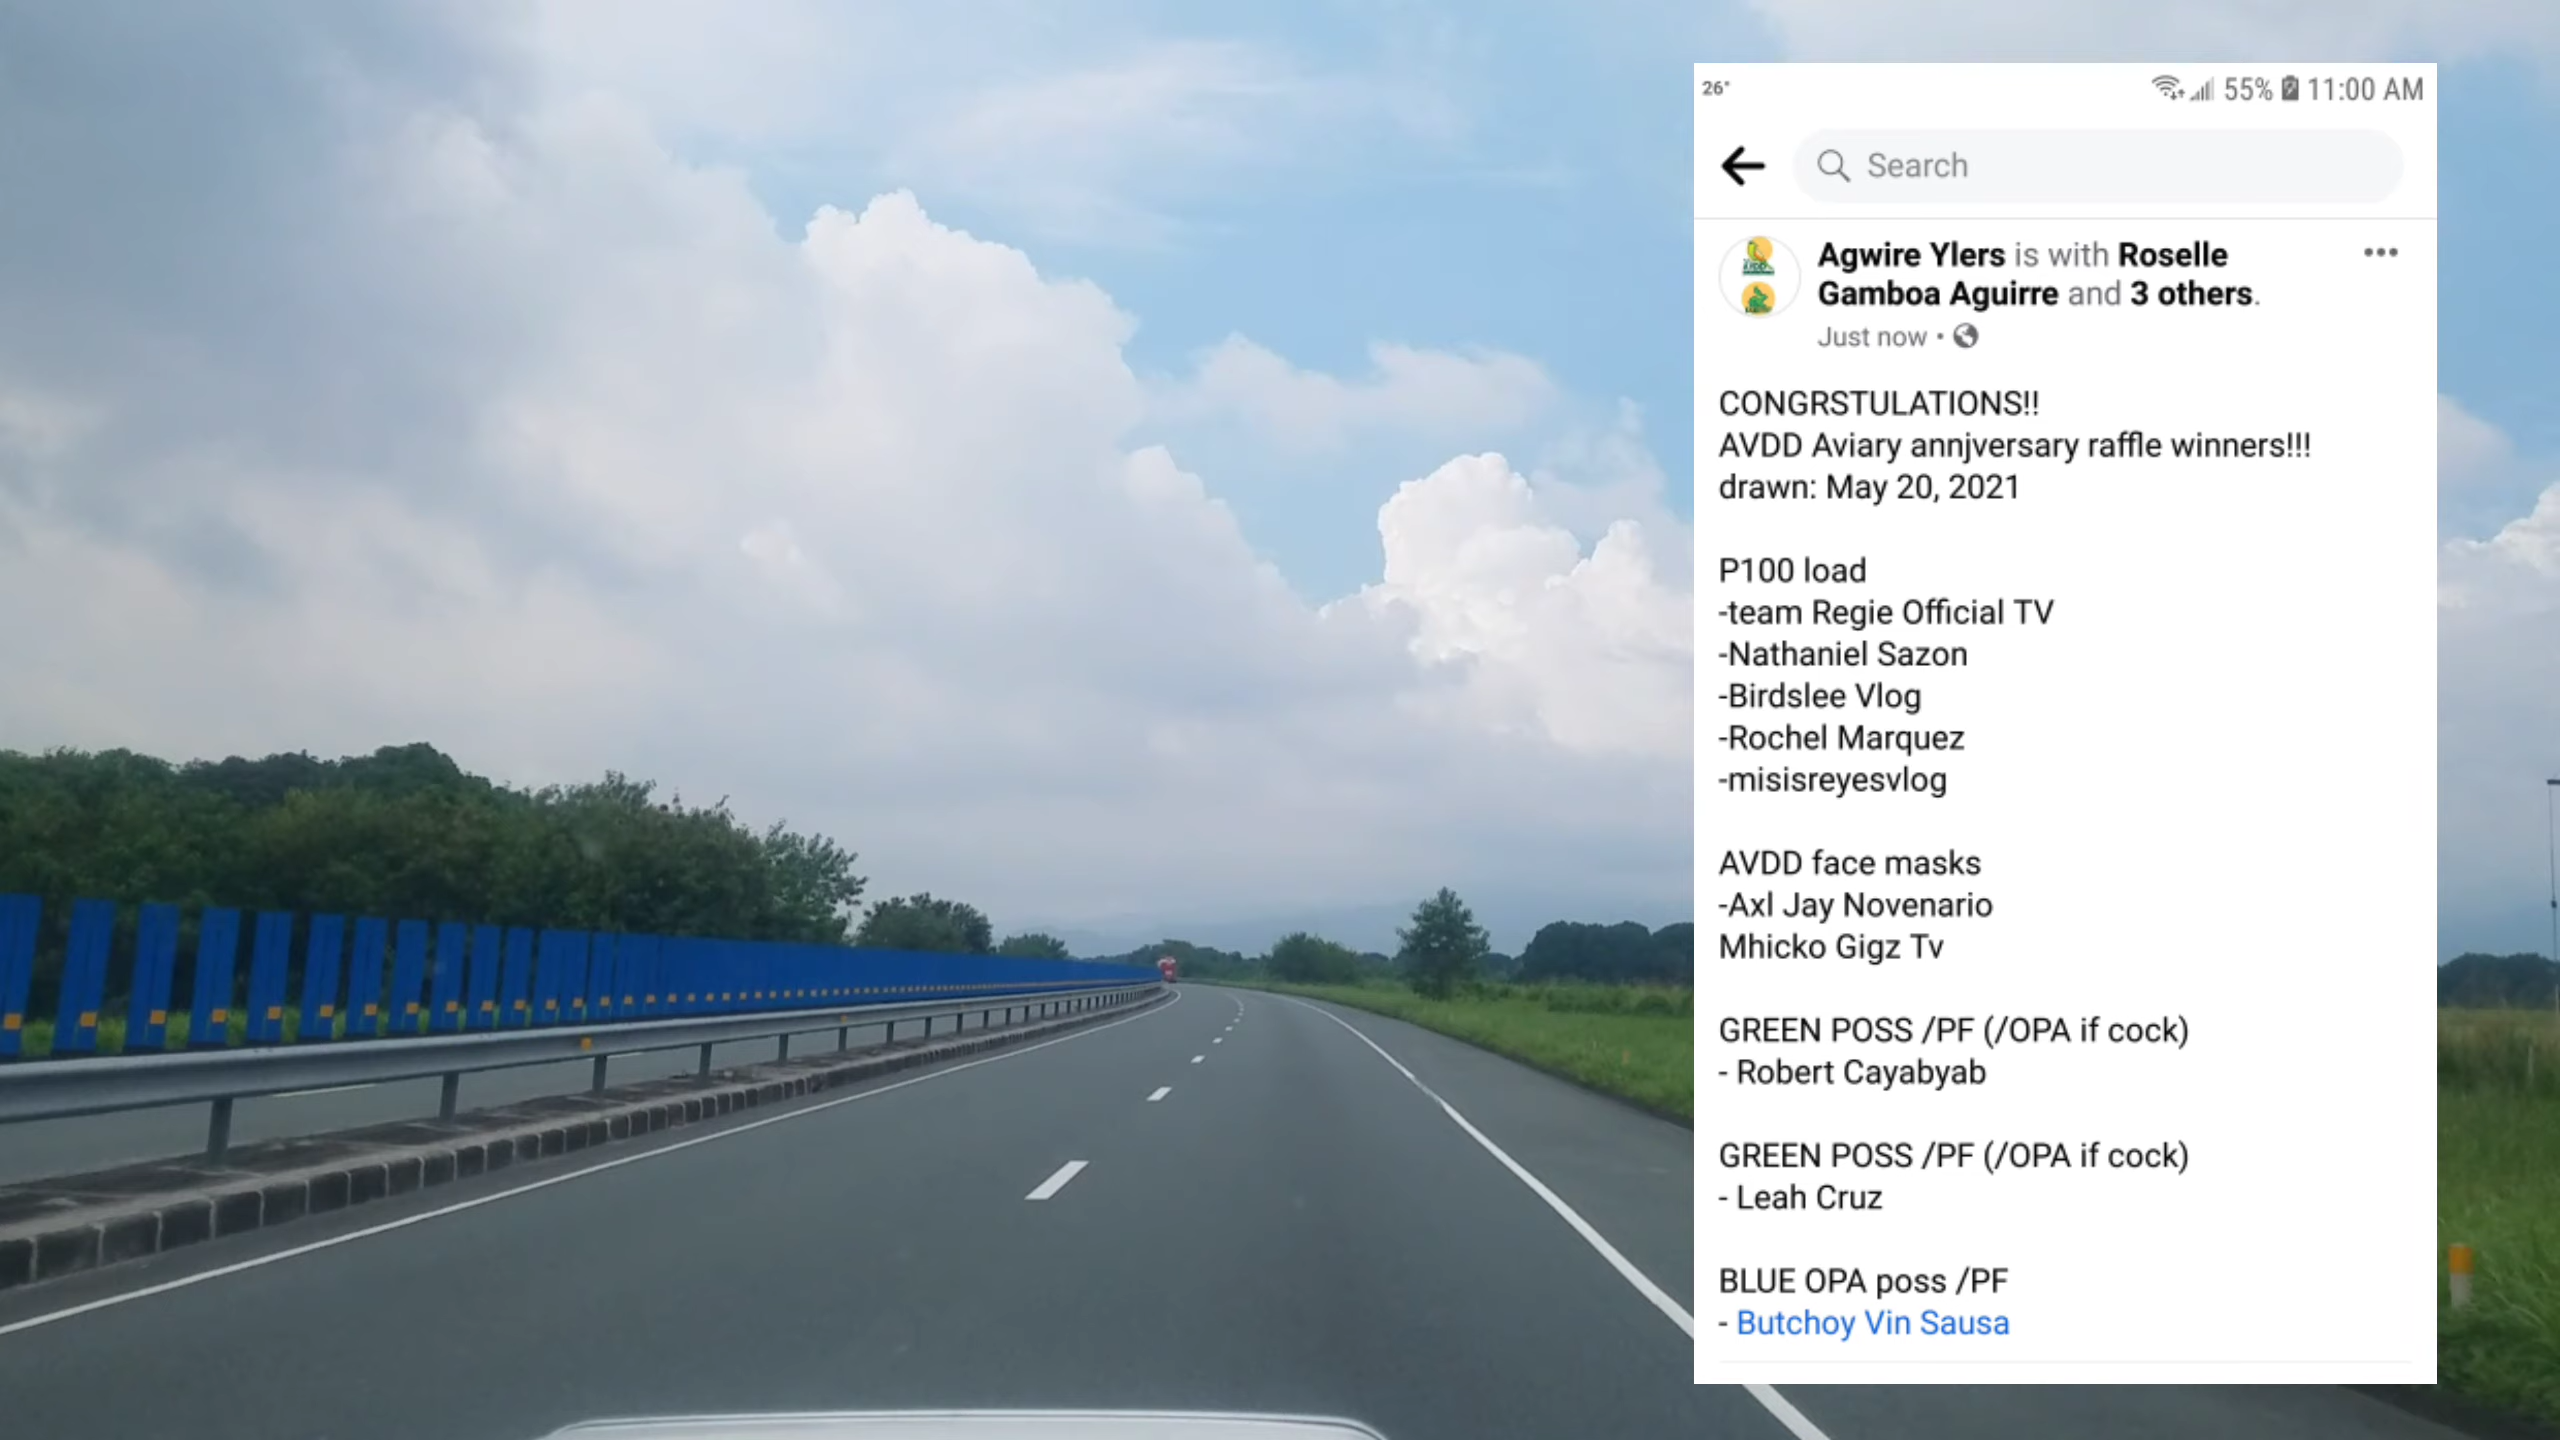 26°
55% 11:00 AM
Search
Agwire Ylers is with Roselle
Gamboa Aguirre and 3 others.
Just now •
CONGRSTULATIONS!!
AVDD Aviary annjversary raffle winners!!!
drawn: May 20, 2021
P100 load
-team Regie Official TV
-Nathaniel Sazon
-Birdslee Vlog
-Rochel Marquez
-misisreyesvlog
AVDD face masks
-Axl Jay Novenario
Mhicko Gigz Tv
GREEN POSS /PF (/OPA if cock)
- Robert Cayabyab
GREEN POSS /PF (/OPA if cock)
- Leah Cruz
BLUE OPA poss /PF
- Butchoy Vin Sausa